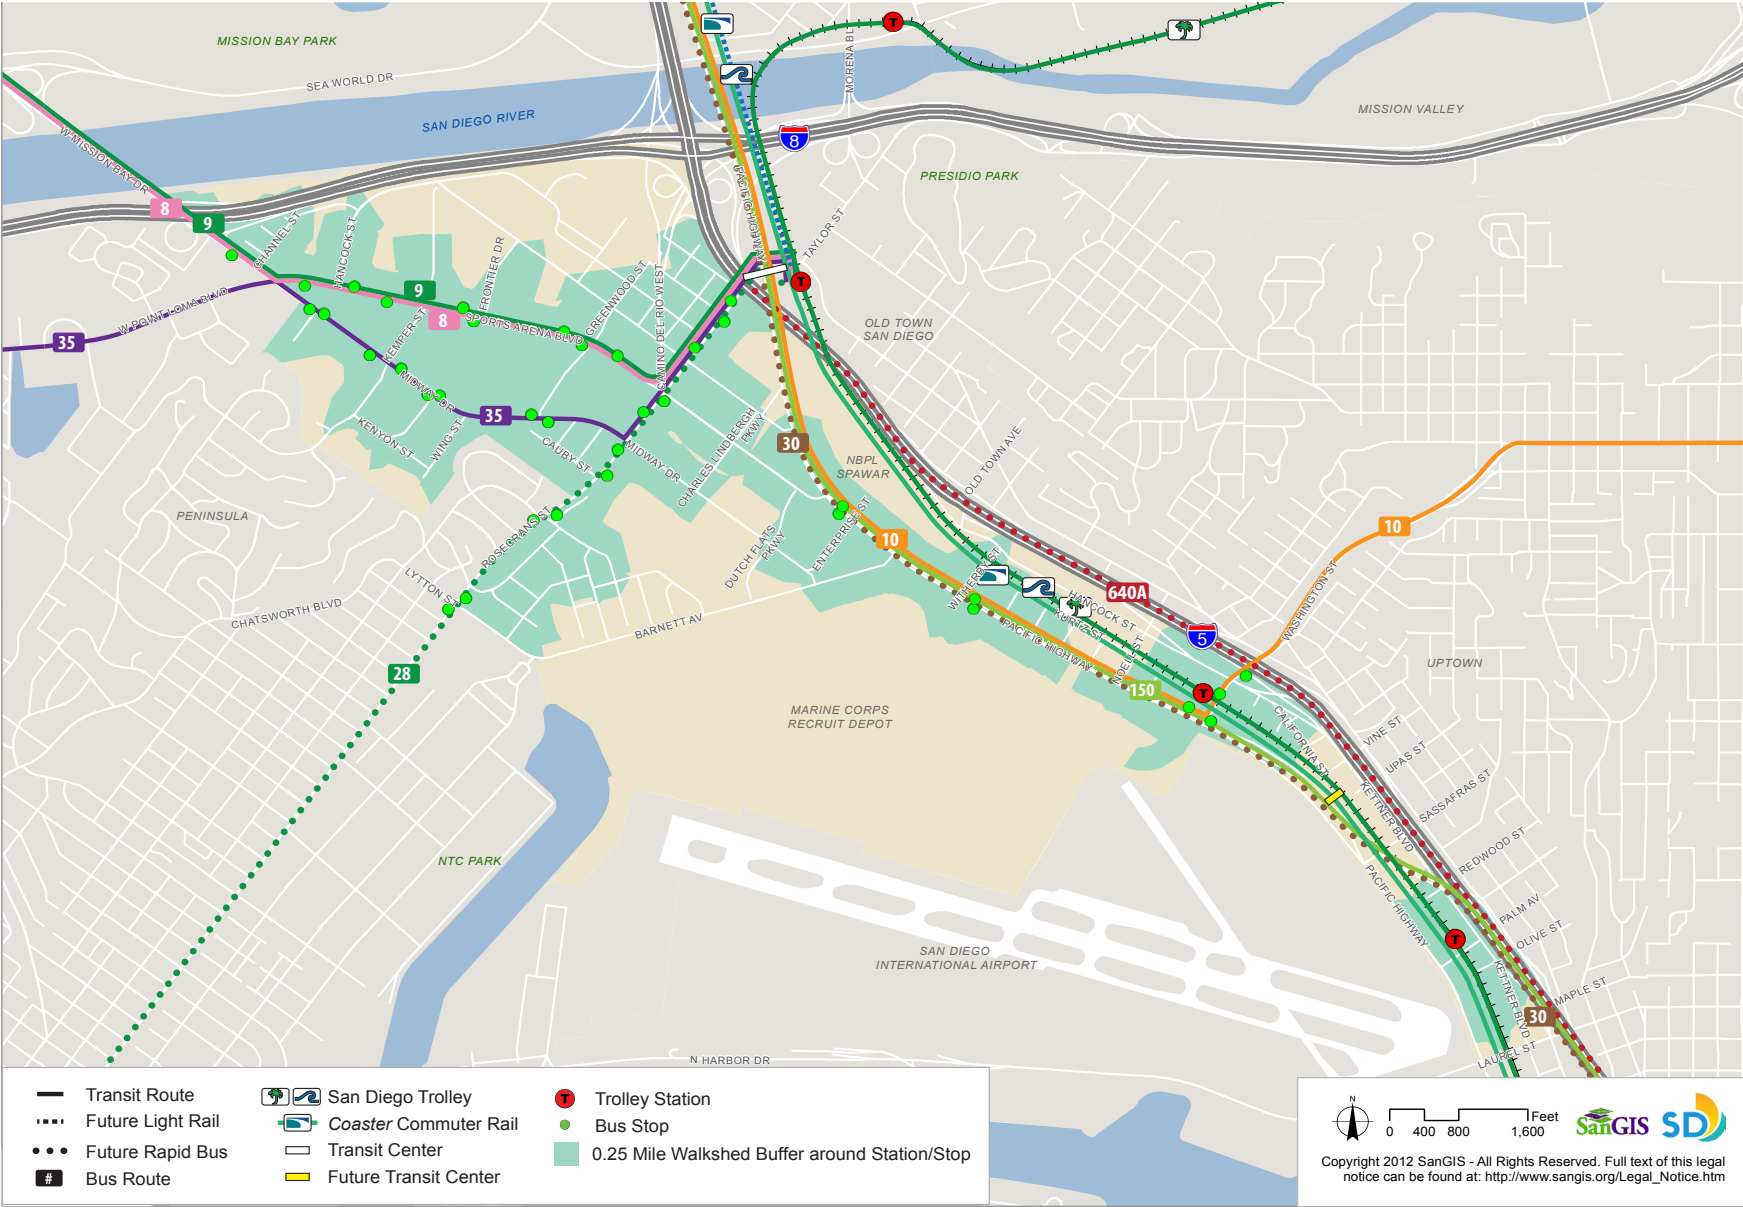 MISSION BAY PARK
SEA WORLD DR
SAN DIEGO RIVER
MORENA BL
T
8
MISSION VALLEY
PRESIDIO PARK
W MISSION BAY DR
8
9
CHANNEL ST
HANCOCK ST
PACIFIC HIGHWAY
TAYLOR ST
T
W POINT LOMA BLVD
35
9
8
FRONTIER DR
GREENWOOD ST
CAMINO DEL RIO WEST
SPORTS ARENA BLVD
KEMPER ST
OLD TOWN
SAN DIEGO
MIDWAY DR
35
KENYON ST
WING ST
CAUBY ST
MIDWAY DR
CHARLES LINDBERGH
PKWY
30
NBPL
SPAWAR
OLD TOWN AVE
10
PENINSULA
ROSECRANS ST
DUTCH FLATS
PKWY
ENTERPRISE ST
10
LYTTON ST
CHATSWORTH BLVD
BARNETT AV
WITHERBY ST
HANCOCK ST
KURTZ ST
640A
5
WASHINGTON ST
PACIFIC HIGHWAY
NOELL ST
UPTOWN
28
150
T
MARINE CORPS
RECRUIT DEPOT
CALIFORNIA ST
VINE ST
UPAS ST
SASSAFRAS ST
KETTNER BLVD
REDWOOD ST
NTC PARK
PACIFIC HIGHWAY
PALM AV
OLIVE ST
T
SAN DIEGO
INTERNATIONAL AIRPORT
KETTNER BLVD
MAPLE ST
30
LAUREL ST
N HARBOR DR
Transit Route
Future Light Rail
Future Rapid Bus
# Bus Route
San Diego Trolley
Coaster Commuter Rail
Transit Center
Future Transit Center
T Trolley Station
Bus Stop
0.25 Mile Walkshed Buffer around Station/Stop
N
Feet
0 400 800 1,600
SanGIS
SD
Copyright 2012 SanGIS - All Rights Reserved. Full text of this legal
notice can be found at: http://www.sangis.org/Legal_Notice.htm